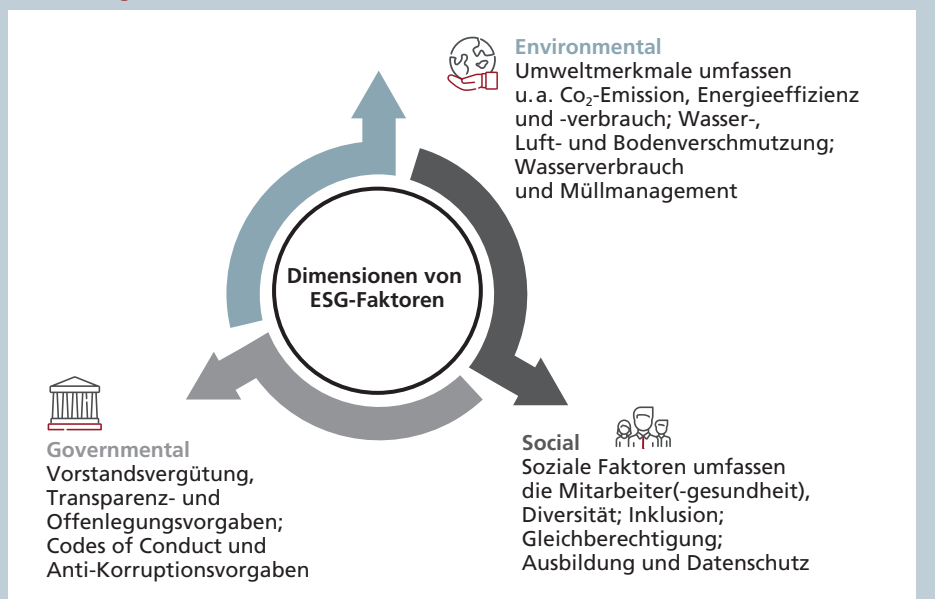 Environmental
Umweltmerkmale umfassen
u. a. Co₂-Emission, Energieeffizienz
und -verbrauch; Wasser-,
Luft- und Bodenverschmutzung;
Wasserverbrauch
und Müllmanagement
Dimensionen von
ESG-Faktoren
Governmental
Vorstandsvergütung,
Transparenz- und
Offenlegungsvorgaben;
Codes of Conduct und
Anti-Korruptionsvorgaben
Social
Soziale Faktoren umfassen
die Mitarbeiter(-gesundheit),
Diversität; Inklusion;
Gleichberechtigung;
Ausbildung und Datenschutz